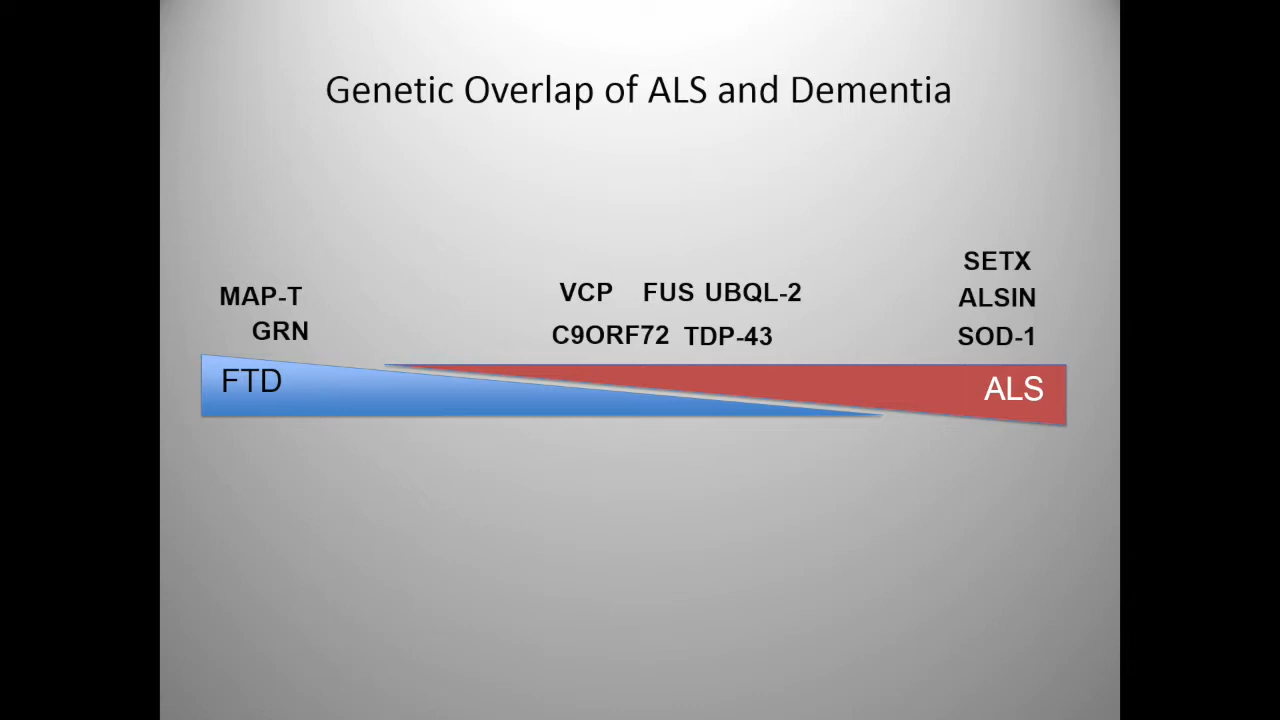 Genetic Overlap of ALS and Dementia
SETX
MAP-T
VCP FUS UBQL-2
ALSIN
GRN
C9ORF72 TDP-43
SOD-1
FTD
ALS